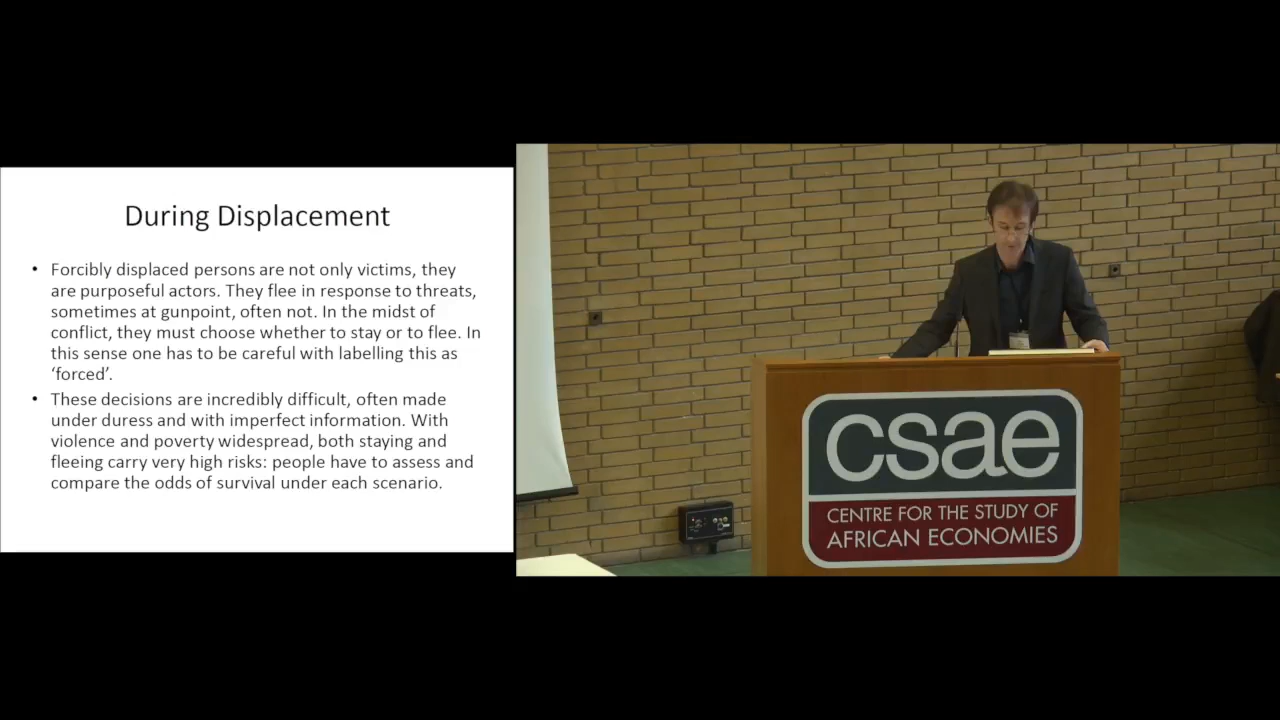 During Displacement
• Forcibly displaced persons are not only victims, they
are purposeful actors. They flee in response to threats,
sometimes at gunpoint, often not. In the midst of
conflict, they must choose whether to stay or to flee. In
this sense one has to be careful with labelling this as
‘forced’.
• These decisions are incredibly difficult, often made
under duress and with imperfect information. With
violence and poverty widespread, both staying and
fleeing carry very high risks: people have to assess and
compare the odds of survival under each scenario.
csae
CENTRE FOR THE STUDY OF
AFRICAN ECONOMIES